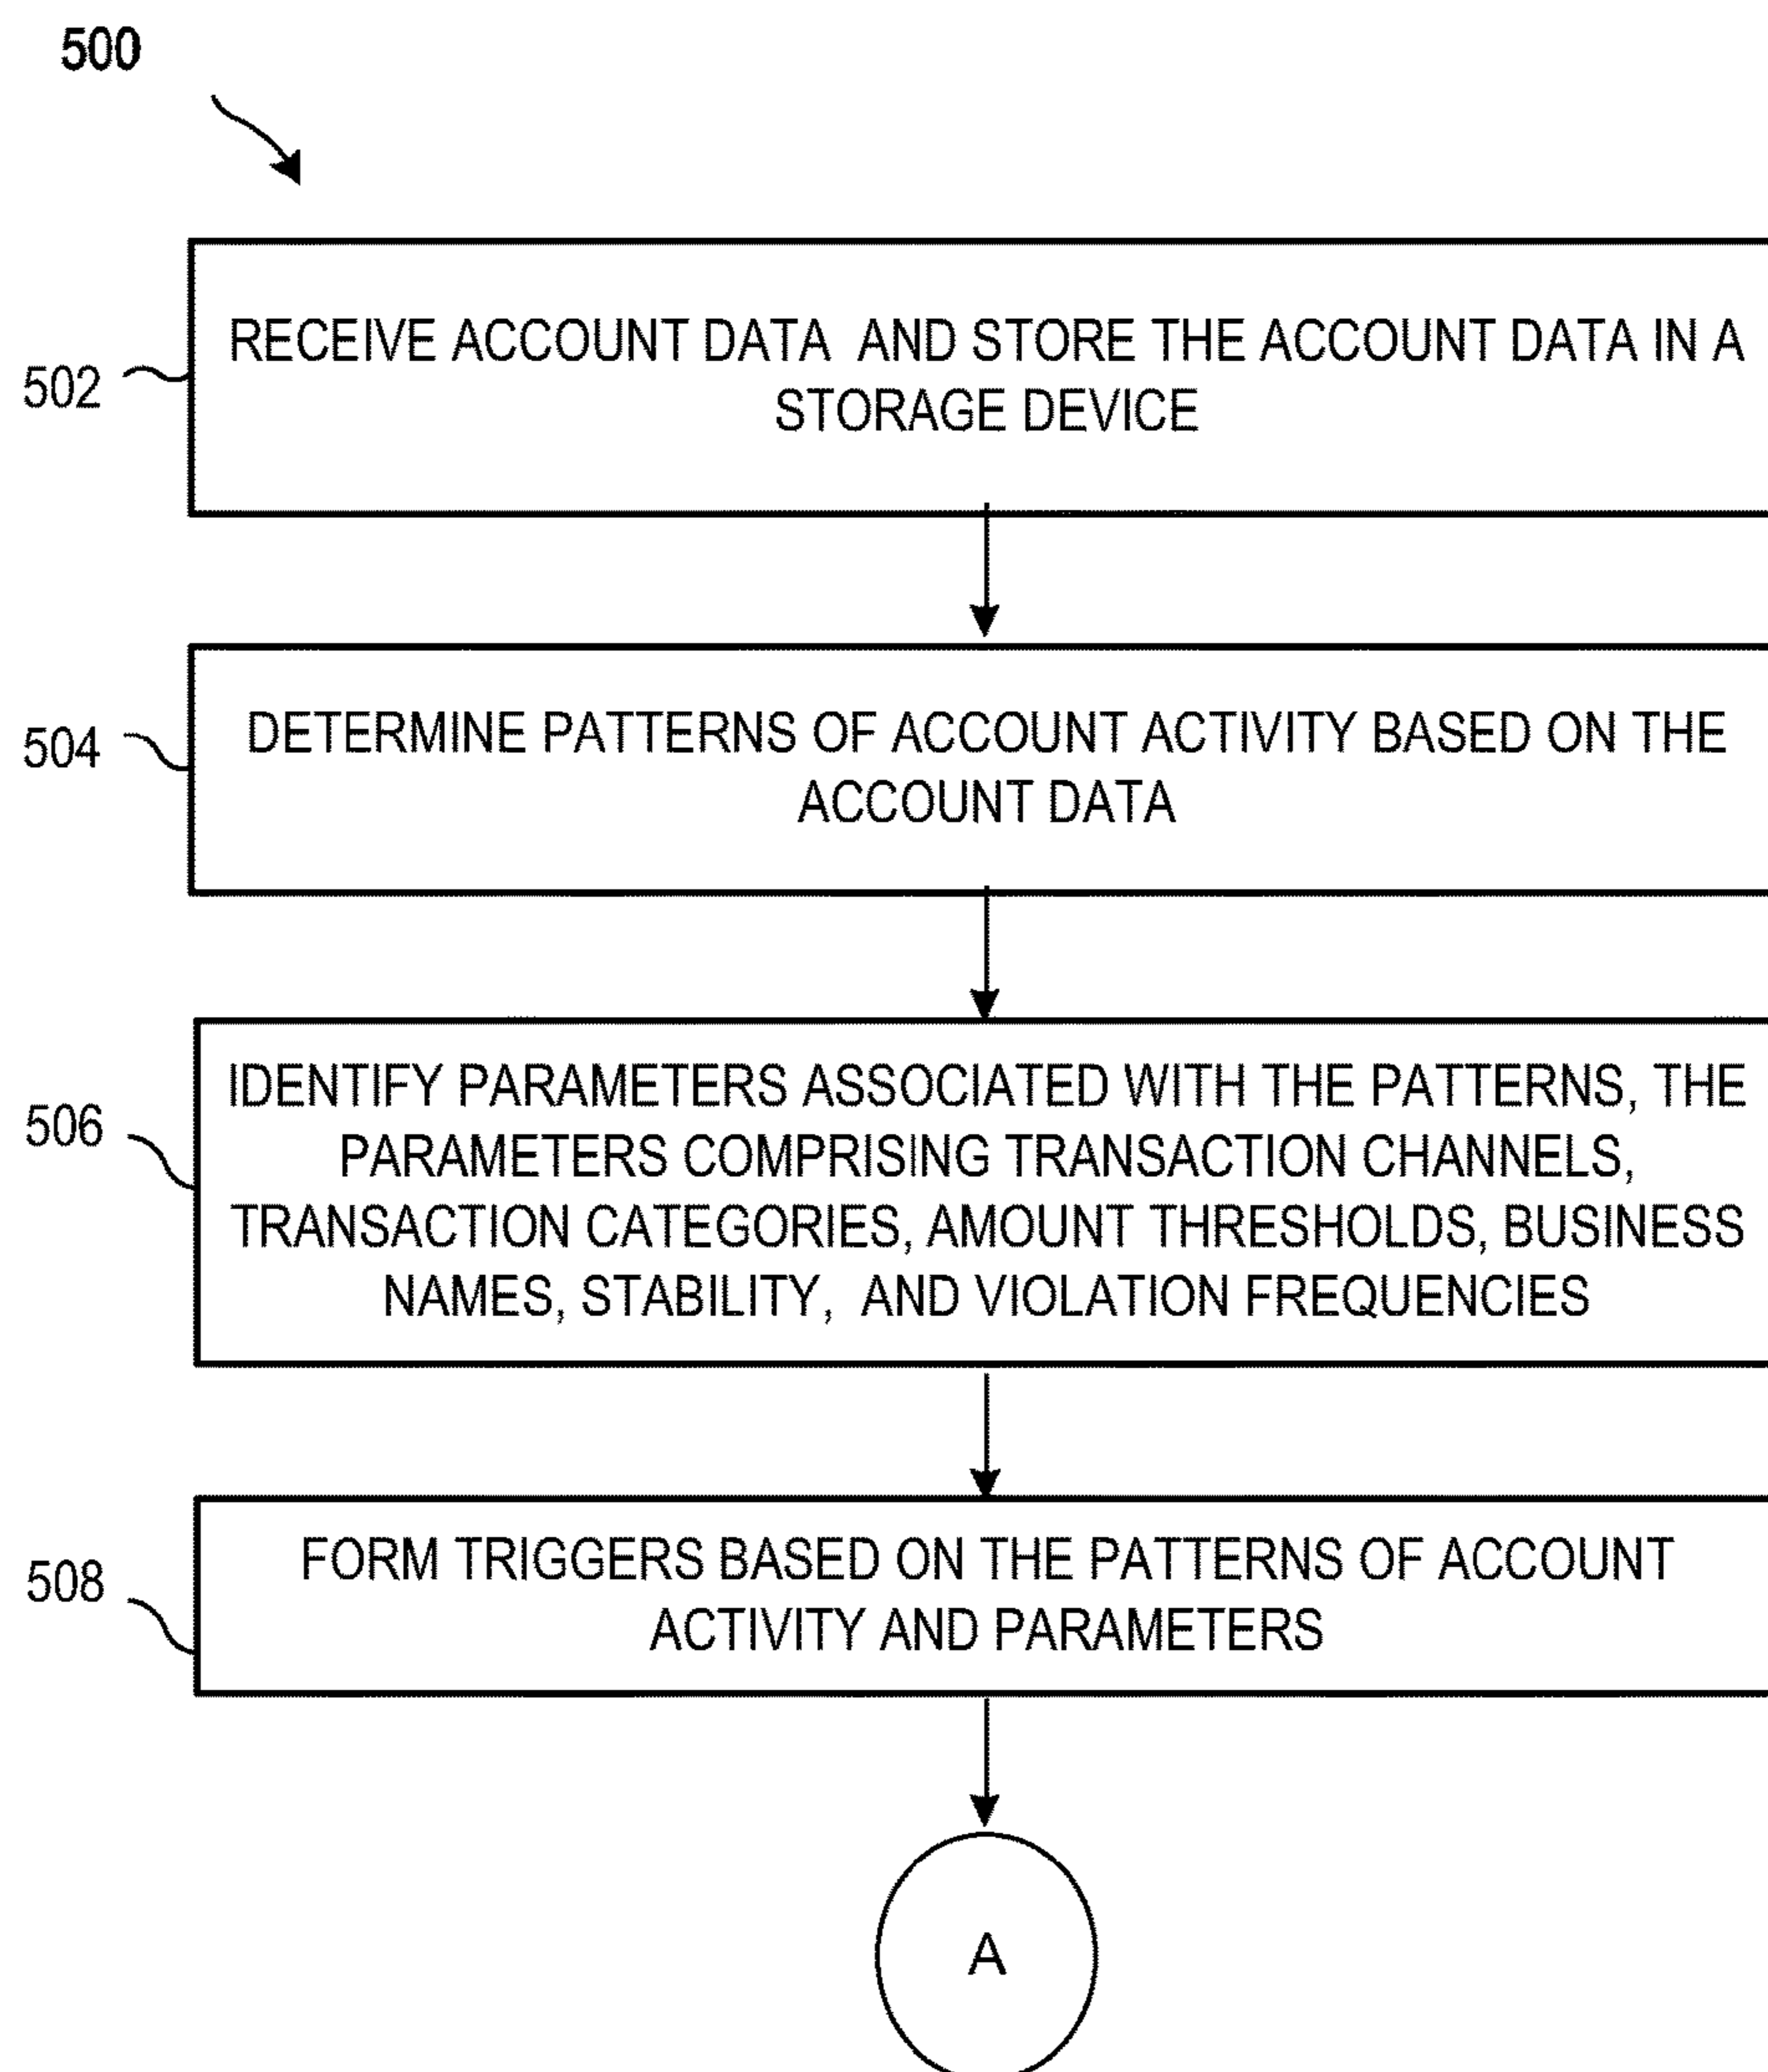 500
502
RECEIVE ACCOUNT DATA AND STORE THE ACCOUNT DATA IN A
STORAGE DEVICE
504
DETERMINE PATTERNS OF ACCOUNT ACTIVITY BASED ON THE
ACCOUNT DATA
506
IDENTIFY PARAMETERS ASSOCIATED WITH THE PATTERNS, THE
PARAMETERS COMPRISING TRANSACTION CHANNELS,
TRANSACTION CATEGORIES, AMOUNT THRESHOLDS, BUSINESS
NAMES, STABILITY, AND VIOLATION FREQUENCIES
508
FORM TRIGGERS BASED ON THE PATTERNS OF ACCOUNT
ACTIVITY AND PARAMETERS
A